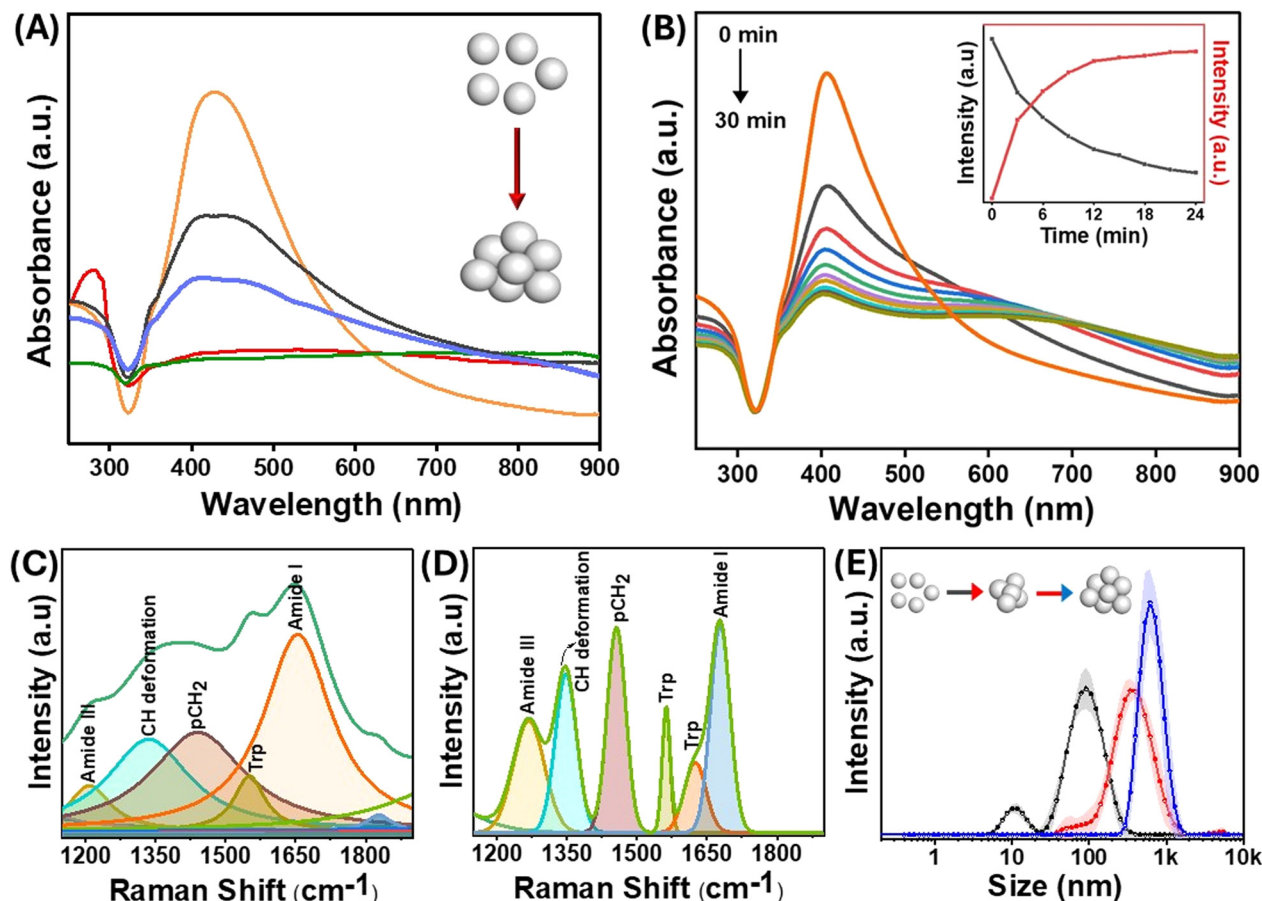 (A)
Absorbance (a.u.)
300 400 500 600 700 800 900
Wavelength (nm)
(B)
Absorbance (a.u.)
0 min
30 min
Intensity (a.u)
Intensity (a.u.)
0 6 12 18 24
Time (min)
300 400 500 600 700 800 900
Wavelength (nm)
(C)
Intensity (a.u)
Amide III
CH deformation
pCH2
Trp
Amide I
1200 1350 1500 1650 1800
Raman Shift (cm-1)
(D)
Intensity (a.u.)
Amide III
CH deformation
pCH2
Trp
Trp
Amide I
1200 1350 1500 1650 1800
Raman Shift (cm-1)
(E)
Intensity (a.u.)
1 10 100 1k 10k
Size (nm)